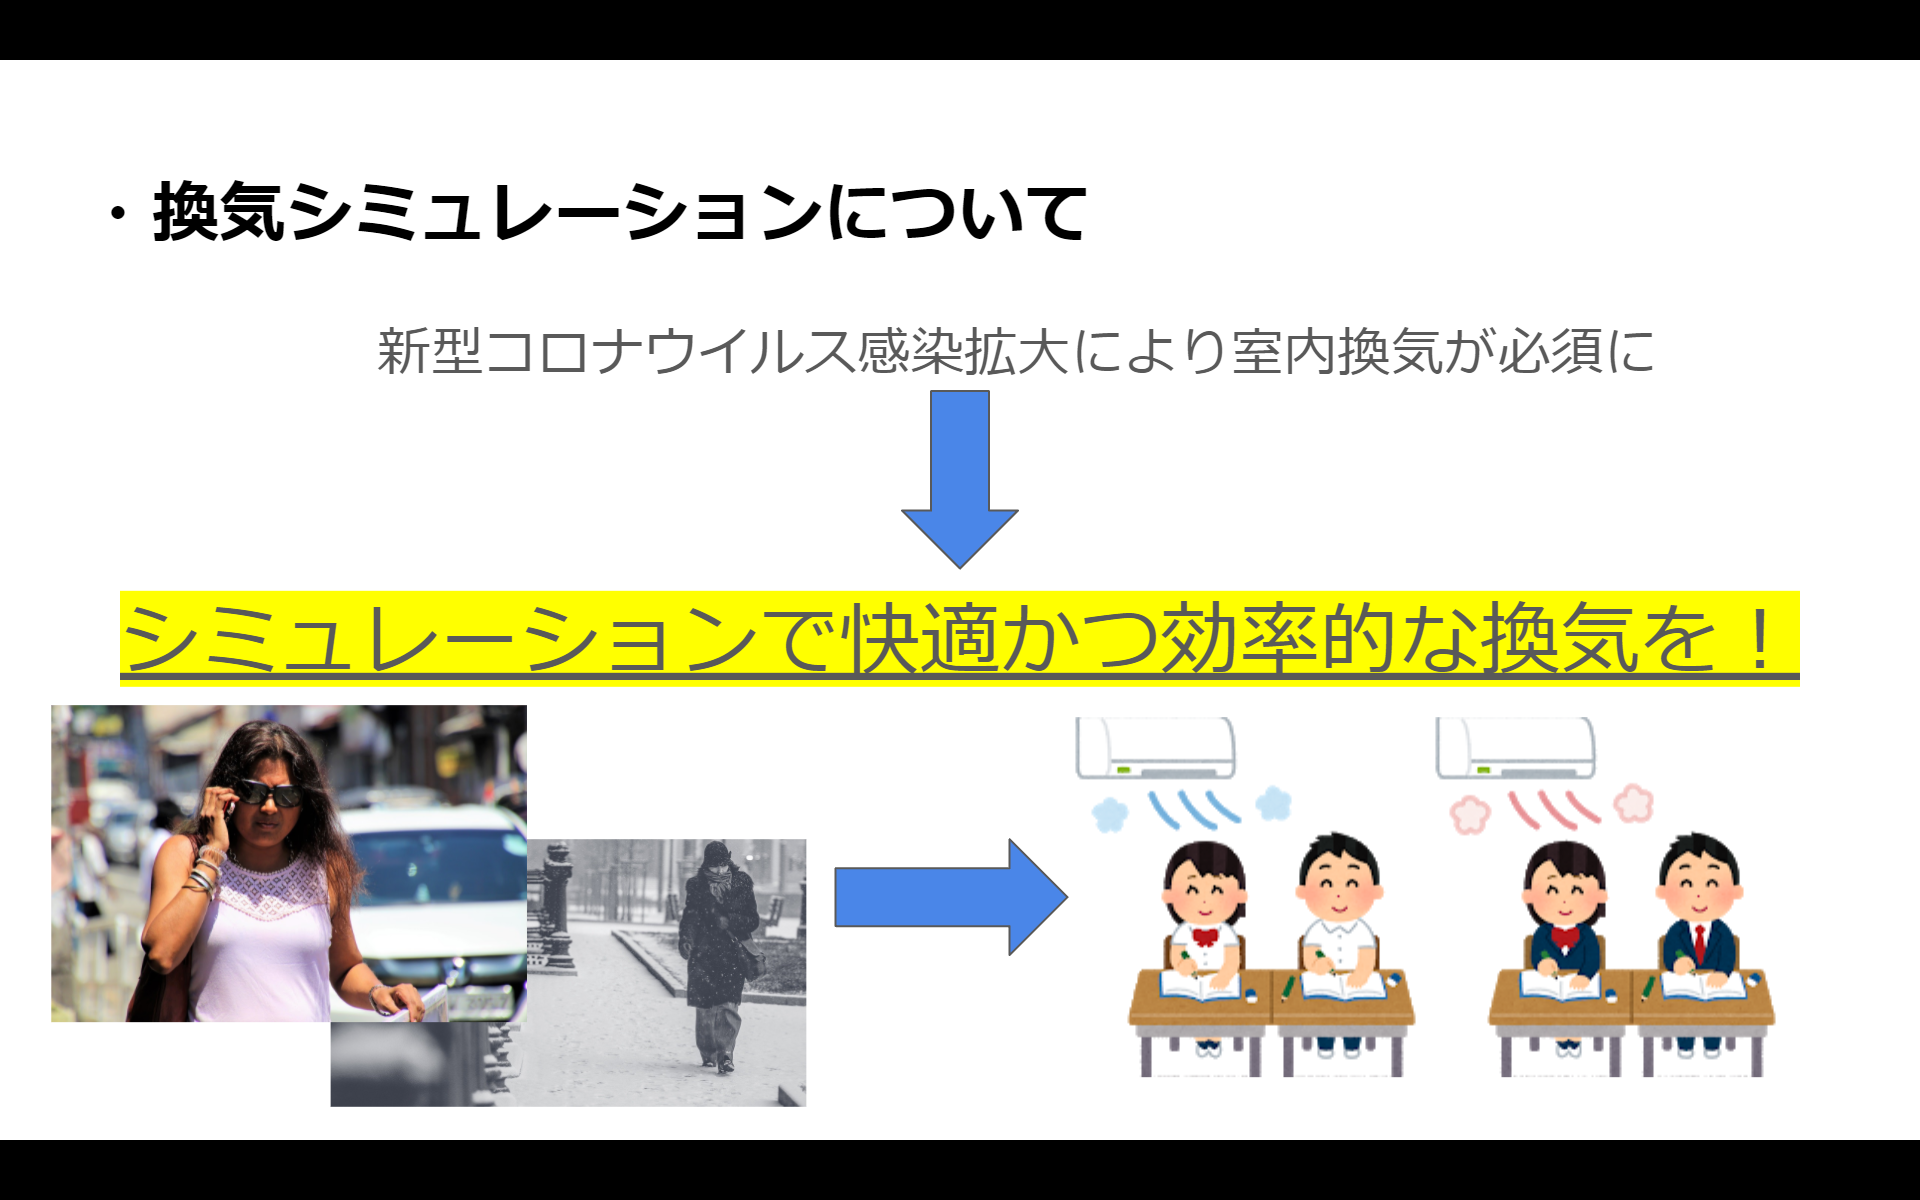 ・換気シミュレーションについて
新型コロナウイルス感染拡大により室内換気が必須に
シミュレーションで快適かつ効率的な換気を！